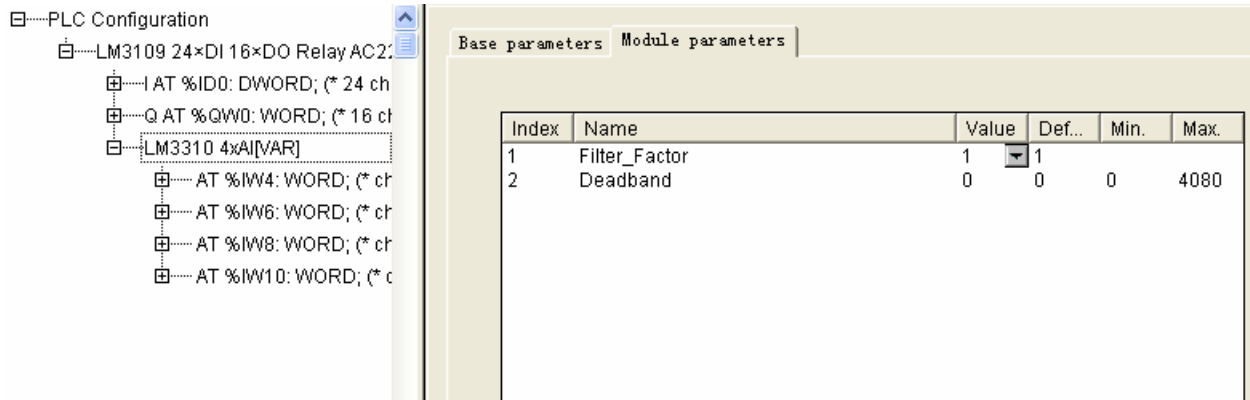 PLC Configuration
LM3109 24×DI 16×DO Relay AC22
I AT %ID0: DWORD; (* 24 ch
Q AT %QW0: WORD; (* 16 ch
LM3310 4xAI[VAR]
AT %IW4: WORD; (* ch
AT %IW6: WORD; (* ch
AT %IW8: WORD; (* ch
AT %IW10: WORD; (* c
Base parameters Module parameters
Index Name Value Def... Min. Max.
1 Filter_Factor 1 1
2 Deadband 0 0 0 4080